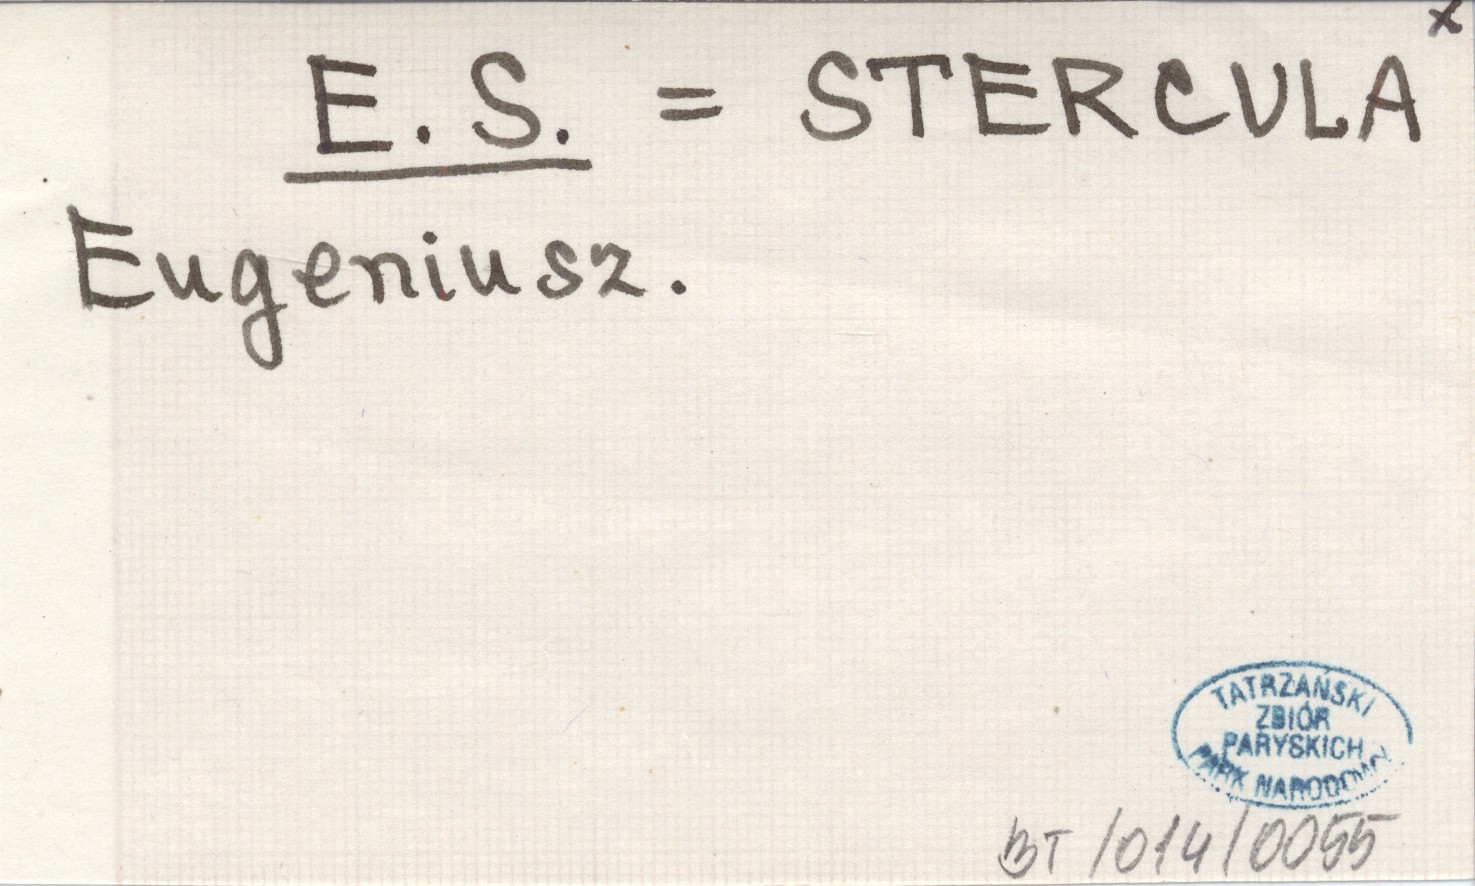 x
E. S. = STERCULA
Eugeniusz.
TATRZAŃSKI
ZBIÓR
PARYSKICH
PARK NARODOWY
BT/014/0055